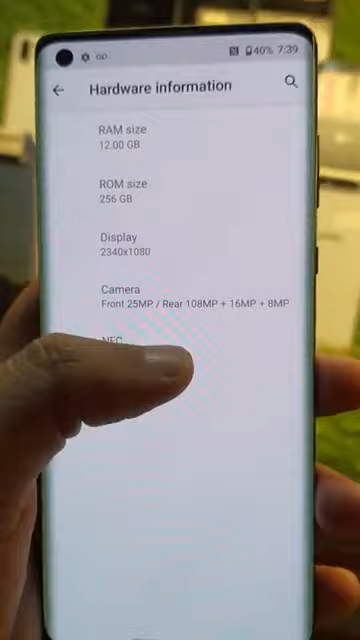 40% 7:39
Hardware information
RAM size
12.00 GB
ROM size
256 GB
Display
2340x1080
Camera
Front 25MP / Rear 108MP + 16MP + 8MP
NFC